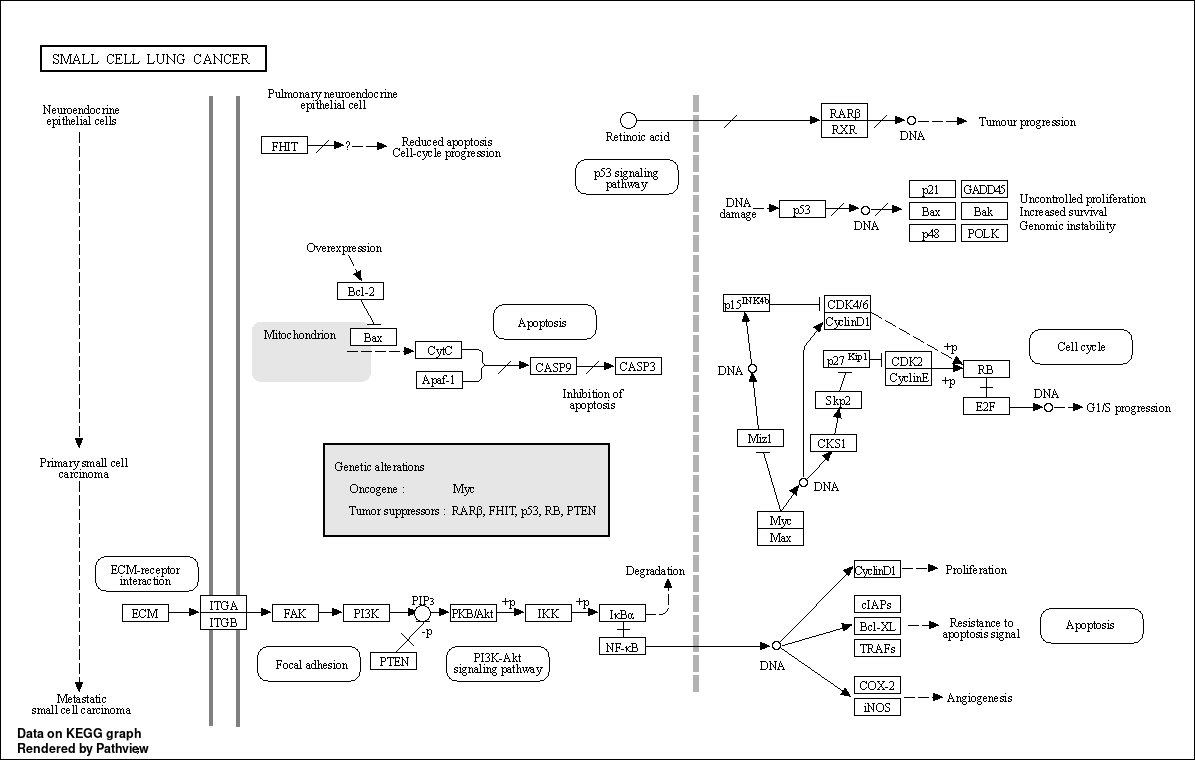 SMALL CELL LUNG CANCER
Neuroendocrine
epithelial cells
Pulmonary neuroendocrine
epithelial cell
FHIT
?
Reduced apoptosis
Cell-cycle progression
Retinoic acid
RARβ
RXR
DNA
Tumour progression
p53 signaling
pathway
DNA
damage
p53
DNA
p21
GADD45
Bax
Bak
p48
POLK
Uncontrolled proliferation
Increased survival
Genomic instability
Overexpression
Bcl-2
Mitochondrion
Bax
CytC
Apaf-1
Apoptosis
CASP9
CASP3
Inhibition of
apoptosis
p15INK4b
CDK4/6
CyclinD1
DNA
p27Kip1
CDK2
CyclinE
+p
+p
RB
E2F
DNA
G1/S progression
Cell cycle
Skp2
Miz1
CKS1
DNA
Myc
Max
Primary small cell
carcinoma
Genetic alterations
Oncogene : Myc
Tumor suppressors : RARβ, FHIT, p53, RB, PTEN
ECM-receptor
interaction
ECM
ITGA
ITGB
FAK
PI3K
PIP3
-p
PTEN
PKB/Akt
+p
IKK
+p
IκBα
NF-κB
Degradation
Focal adhesion
PI3K-Akt
signaling pathway
DNA
CyclinD1
Proliferation
cIAPs
Bcl-XL
TRAFs
Resistance to
apoptosis signal
Apoptosis
COX-2
iNOS
Angiogenesis
Metastatic
small cell carcinoma
Data on KEGG graph
Rendered by Pathview